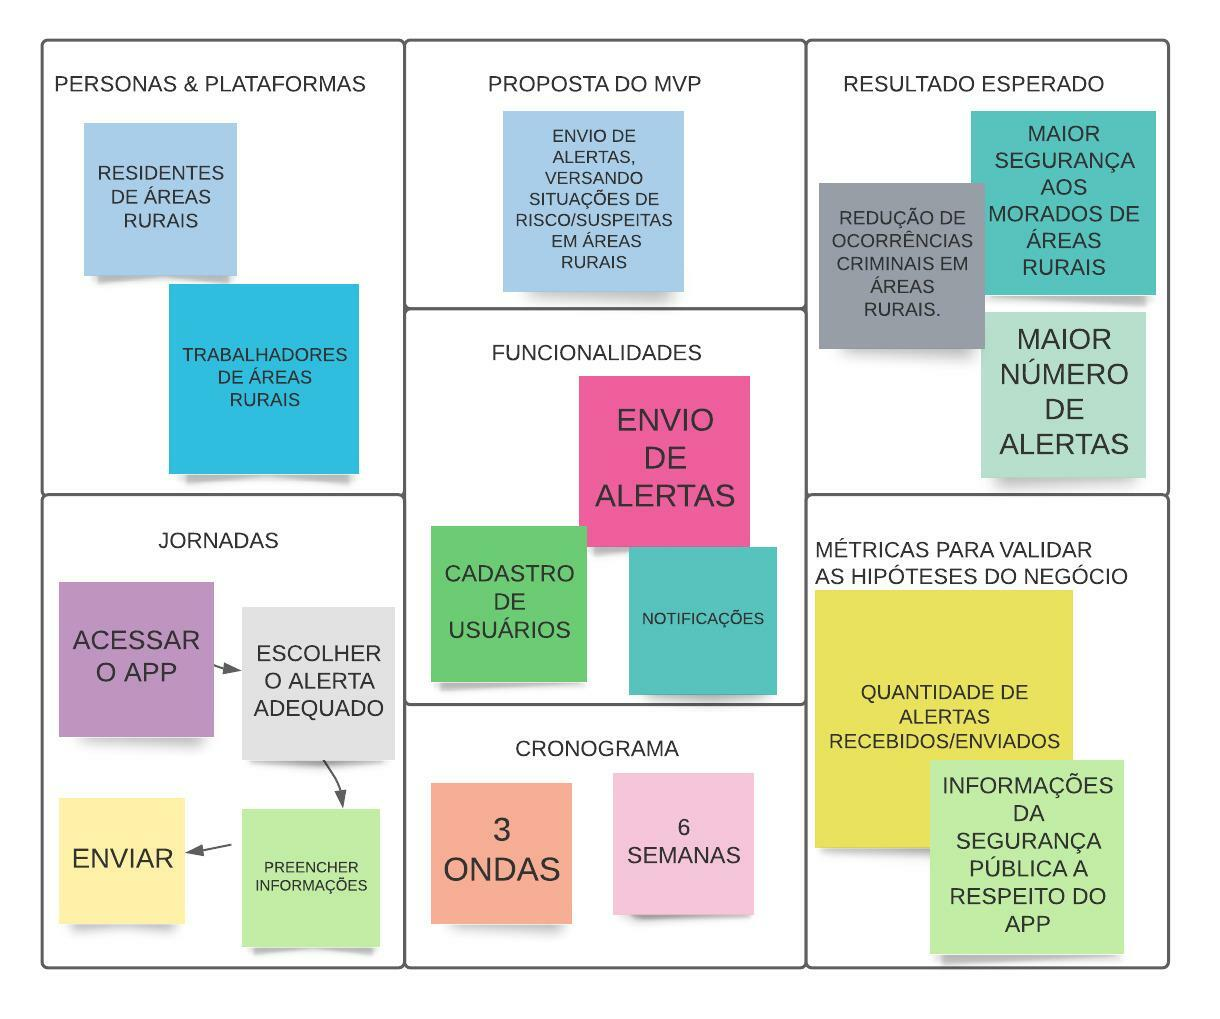 PERSONAS & PLATAFORMAS
RESIDENTES
DE ÁREAS
RURAIS
TRABALHADORES
DE ÁREAS
RURAIS
PROPOSTA DO MVP
ENVIO DE
ALERTAS,
VERSANDO
SITUAÇÕES DE
RISCO/SUSPEITAS
EM ÁREAS
RURAIS
RESULTADO ESPERADO
MAIOR
SEGURANÇA
AOS
MORADOS DE
ÁREAS
RURAIS
REDUÇÃO DE
OCORRÊNCIAS
CRIMINAIS EM
ÁREAS
RURAIS.
MAIOR
NÚMERO
DE
ALERTAS
FUNCIONALIDADES
ENVIO
DE
ALERTAS
CADASTRO
DE
USUÁRIOS
NOTIFICAÇÕES
JORNADAS
ACESSAR
O APP
ESCOLHER
O ALERTA
ADEQUADO
PREENCHER
INFORMAÇÕES
ENVIAR
CRONOGRAMA
3
ONDAS
6
SEMANAS
MÉTRICAS PARA VALIDAR
AS HIPÓTESES DO NEGÓCIO
QUANTIDADE DE
ALERTAS
RECEBIDOS/ENVIADOS
INFORMAÇÕES
DA
SEGURANÇA
PÚBLICA A
RESPEITO DO
APP